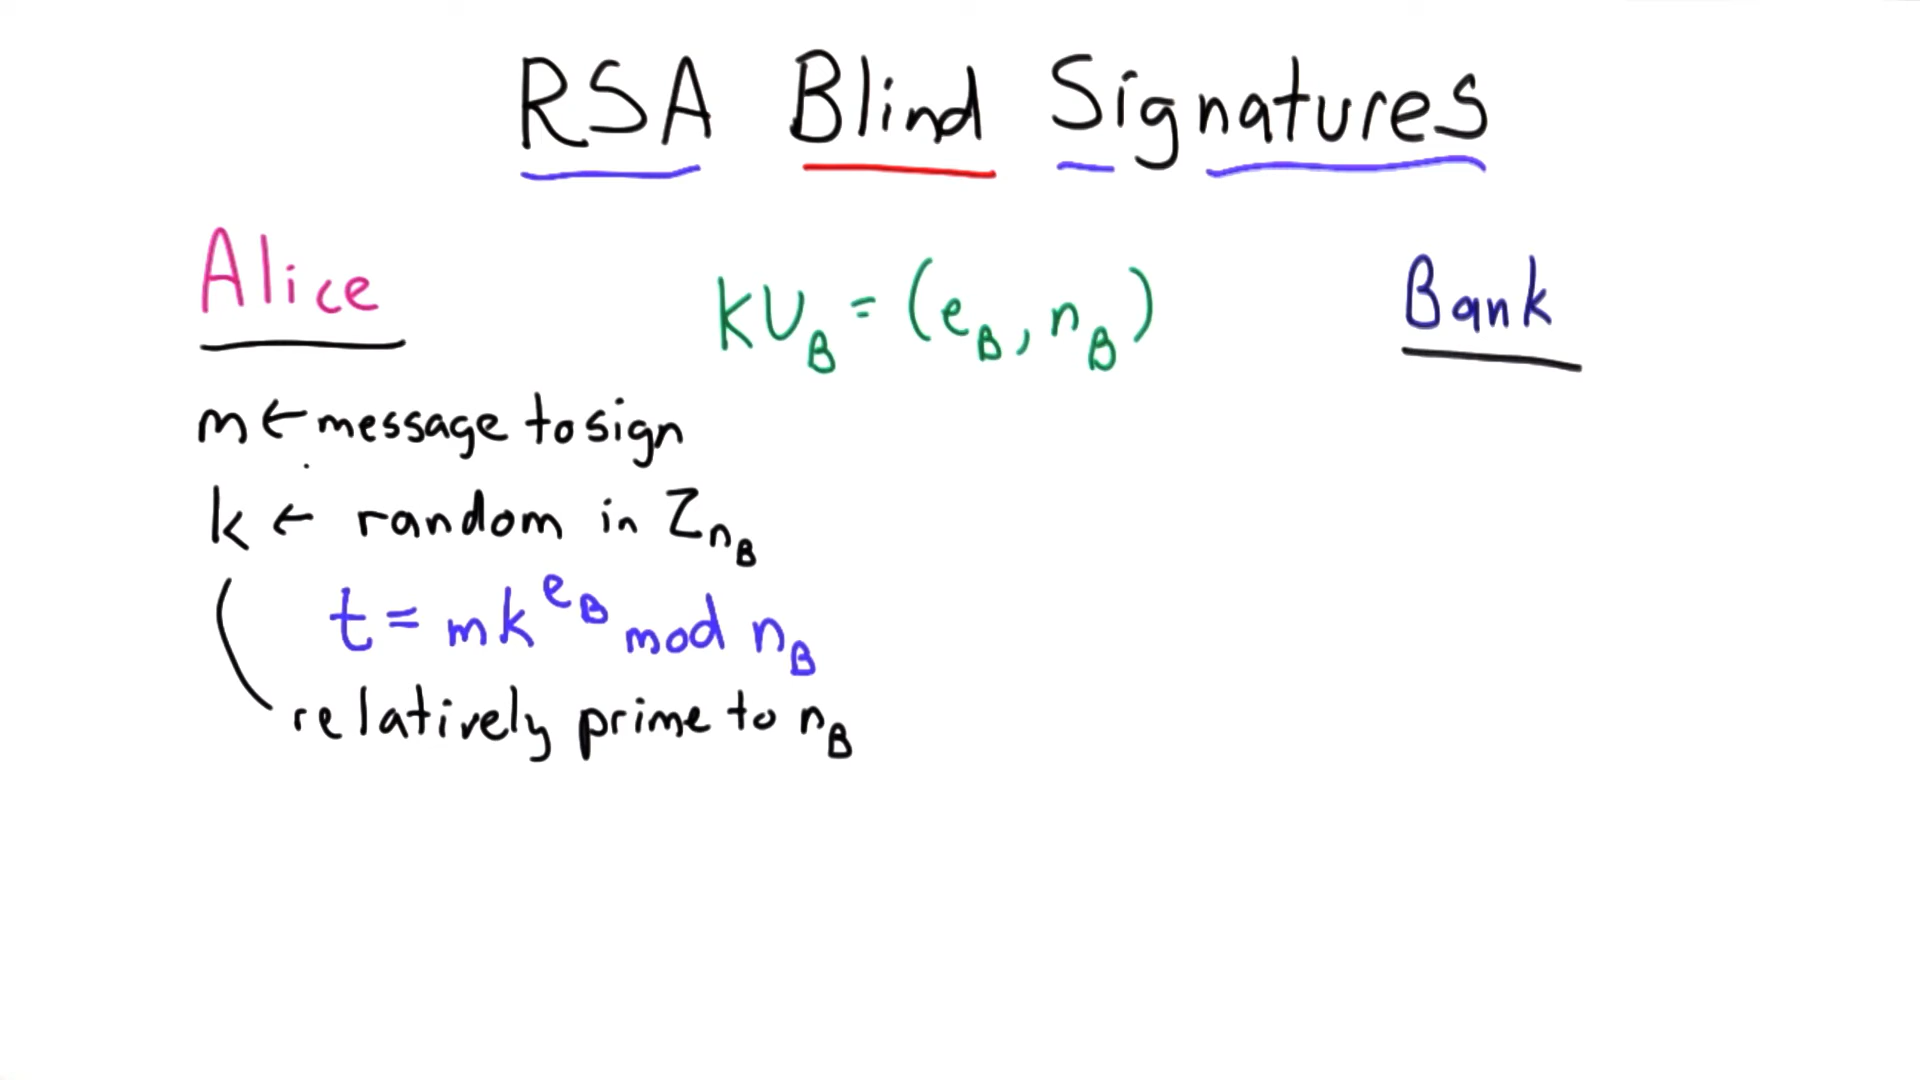 RSA Blind Signatures
Alice
KU_B = (e_B, n_B)
Bank
m ← message to sign
k ← random in Z_{n_B}
t = mk^{e_B} mod n_B
relatively prime to n_B